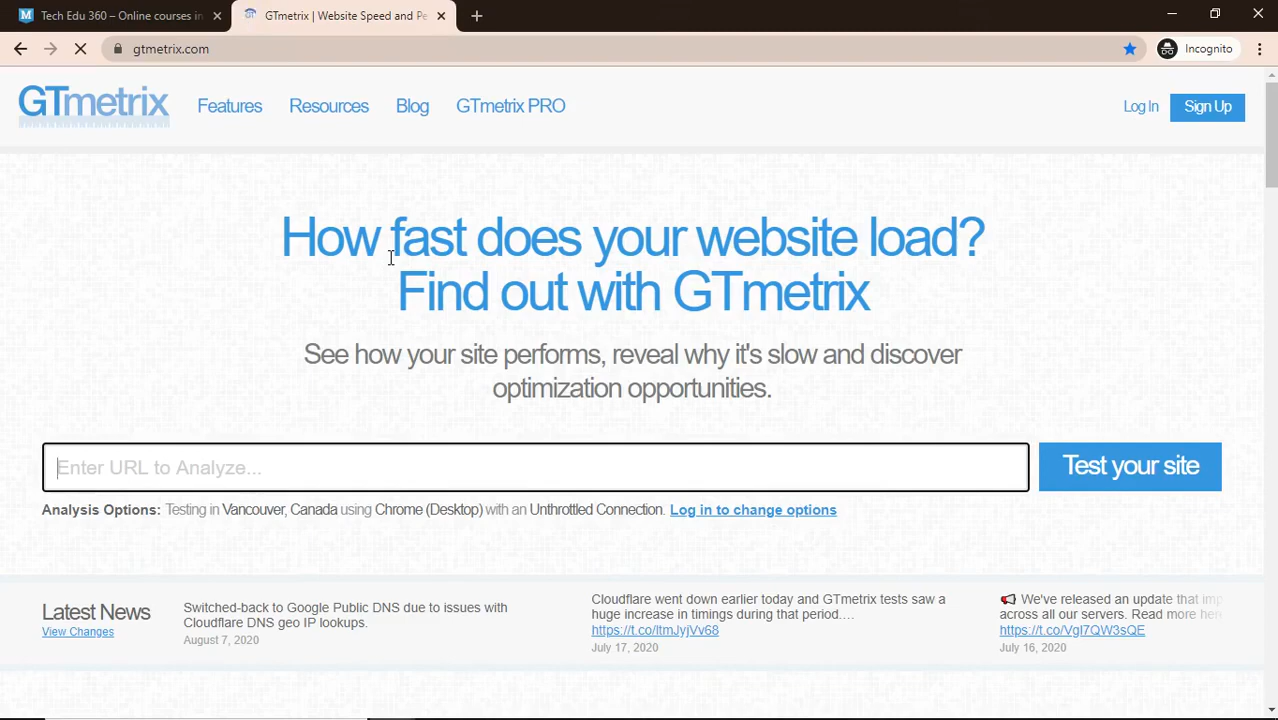 Tech Edu 360 – Online courses in
GTmetrix | Website Speed and Pe
gtmetrix.com
Incognito
GTmetrix
Features
Resources
Blog
GTmetrix PRO
Log In
Sign Up
How fast does your website load?
Find out with GTmetrix
See how your site performs, reveal why it's slow and discover
optimization opportunities.
Enter URL to Analyze...
Test your site
Analysis Options: Testing in Vancouver, Canada using Chrome (Desktop) with an Unthrottled Connection. Log in to change options
Latest News
View Changes
Switched-back to Google Public DNS due to issues with
Cloudflare DNS geo IP lookups.
August 7, 2020
Cloudflare went down earlier today and GTmetrix tests saw a
huge increase in timings during that period....
https://t.co/ltmJyjVv68
July 17, 2020
📢 We've released an update that imp
across all our servers. Read more her
https://t.co/Vgl7QW3sQE
July 16, 2020